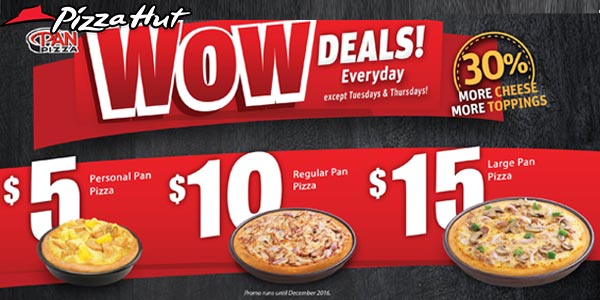 Pizza Hut
PAN
PIZZA
WOW
DEALS!
Everyday
except Tuesdays & Thursdays!
30%
MORE CHEESE
MORE TOPPINGS
$5
Personal Pan
Pizza
$10
Regular Pan
Pizza
$15
Large Pan
Pizza
Promo runs until December 2016.